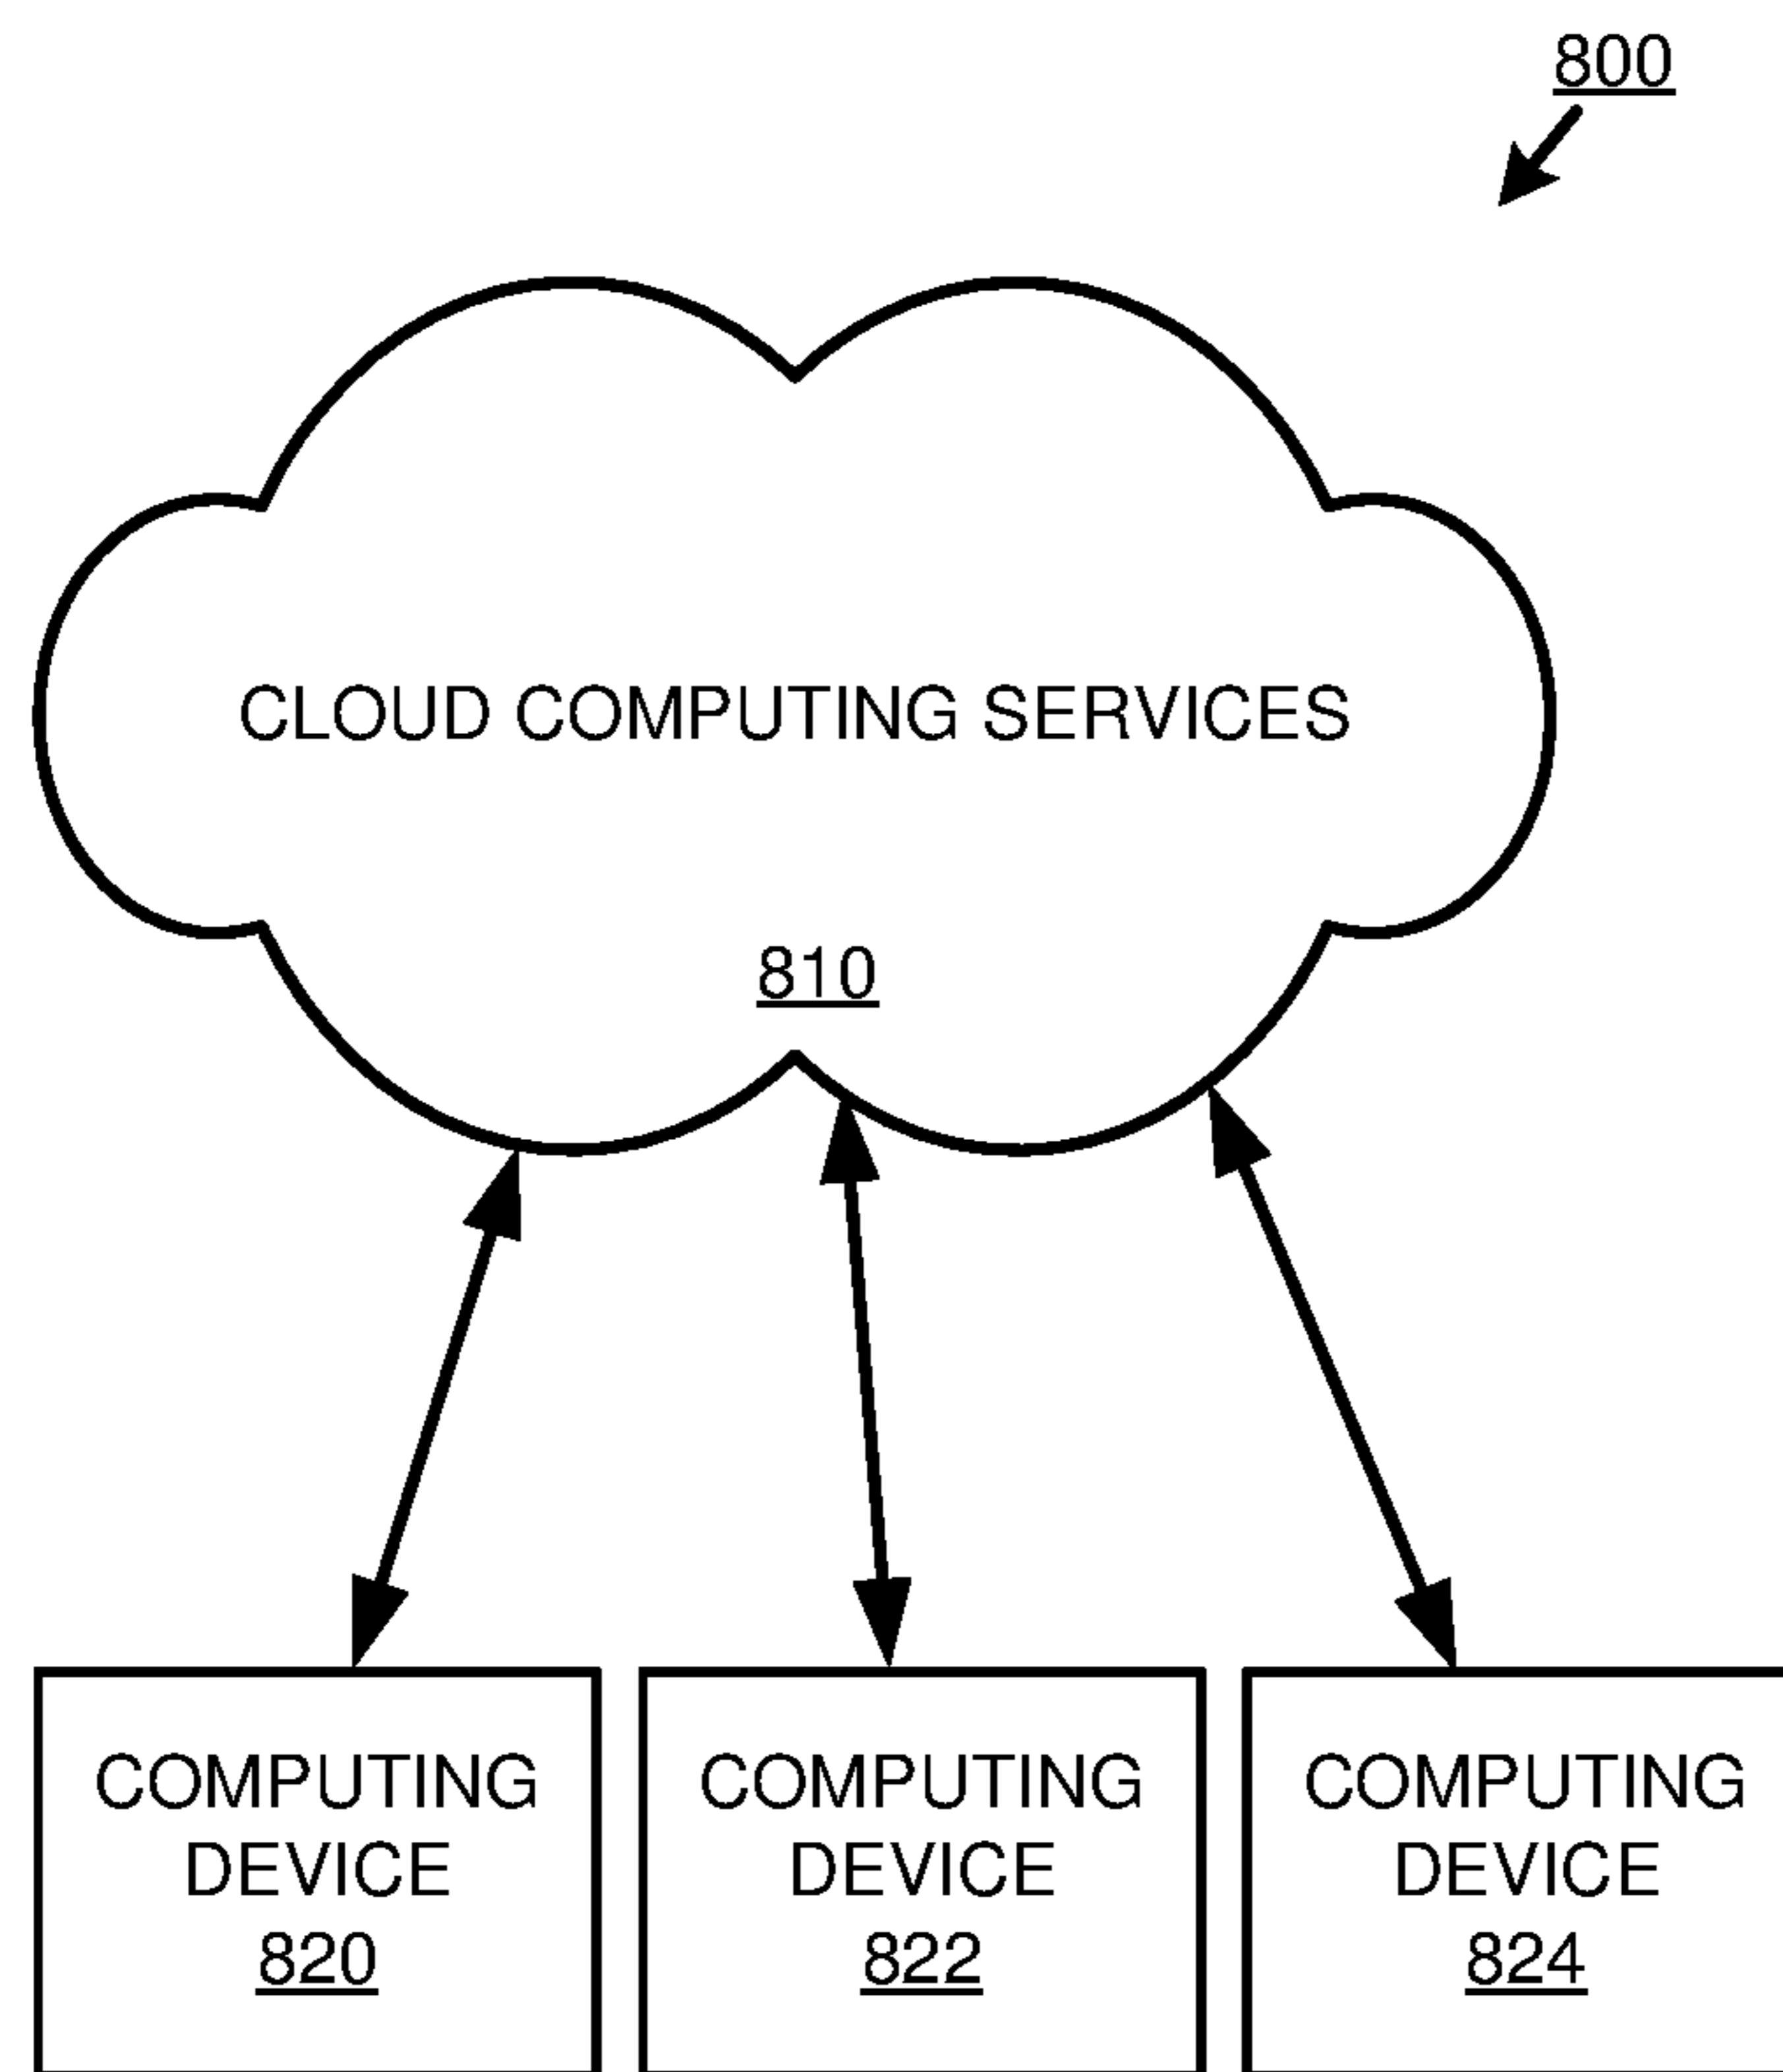 800
CLOUD COMPUTING SERVICES
810
COMPUTING
DEVICE
820
COMPUTING
DEVICE
822
COMPUTING
DEVICE
824